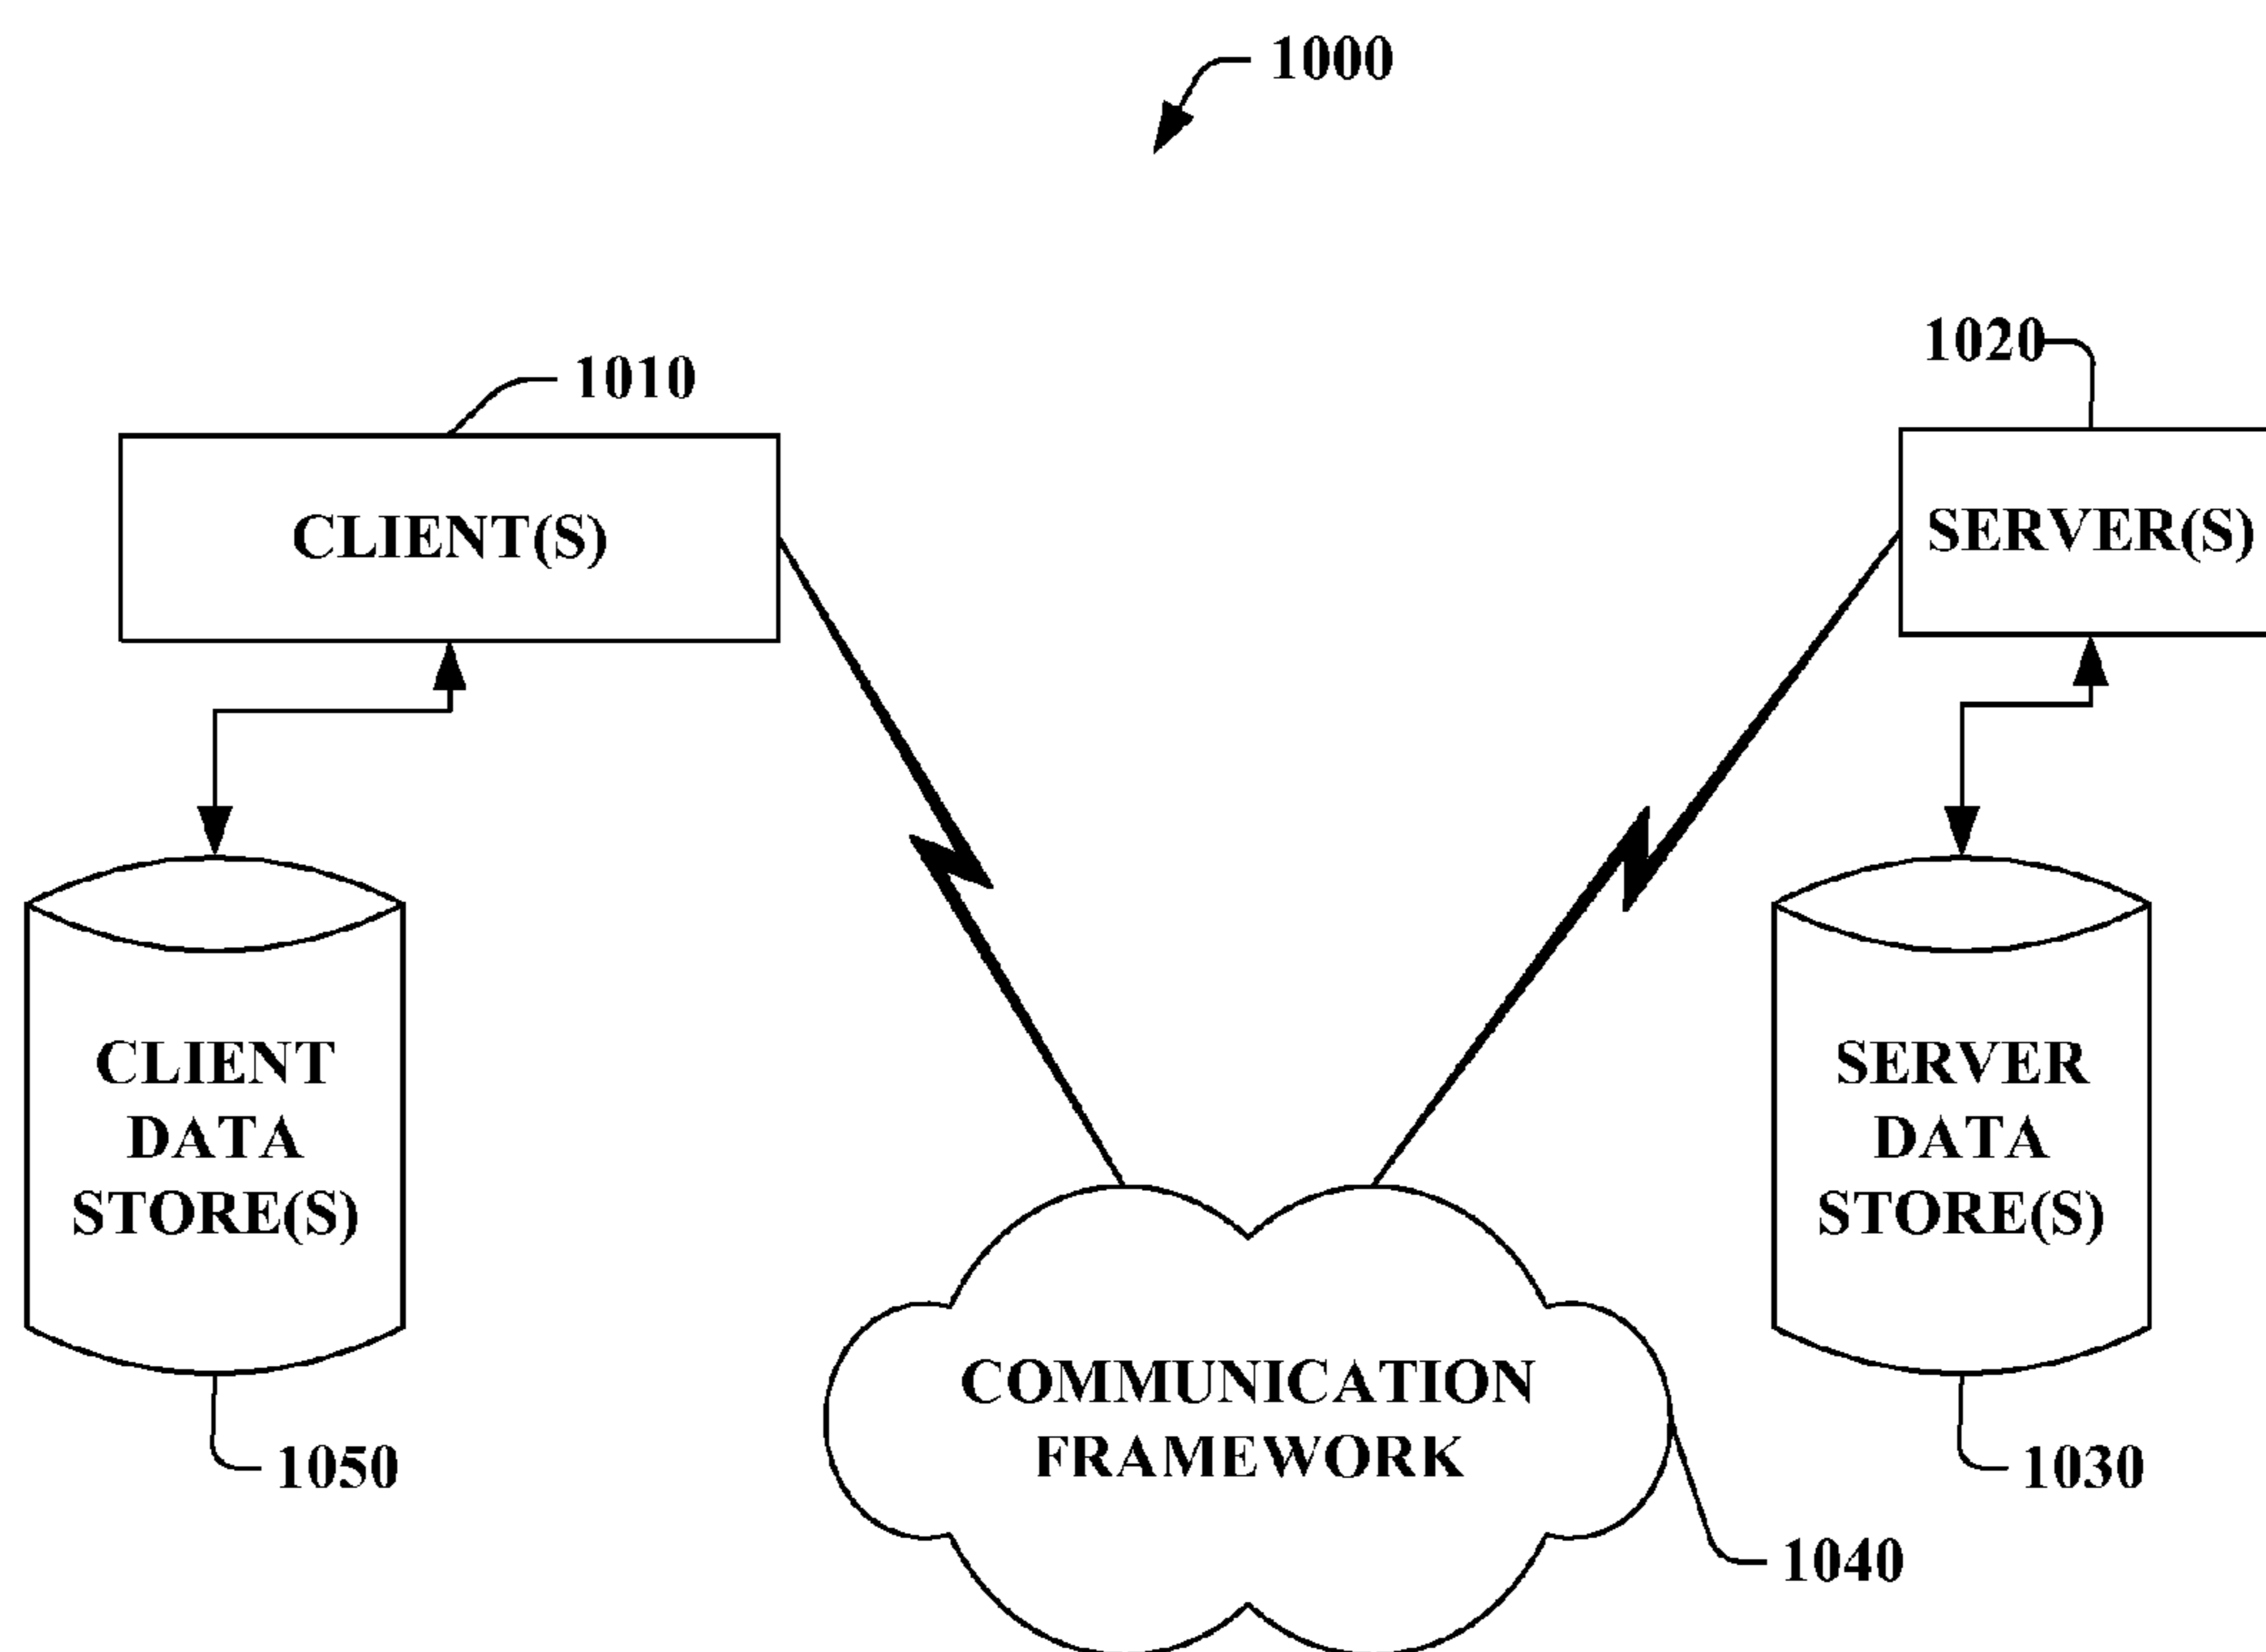 1000
1010
1020
CLIENT(S)
SERVER(S)
CLIENT
DATA
STORE(S)
SERVER
DATA
STORE(S)
COMMUNICATION
FRAMEWORK
1050
1030
1040